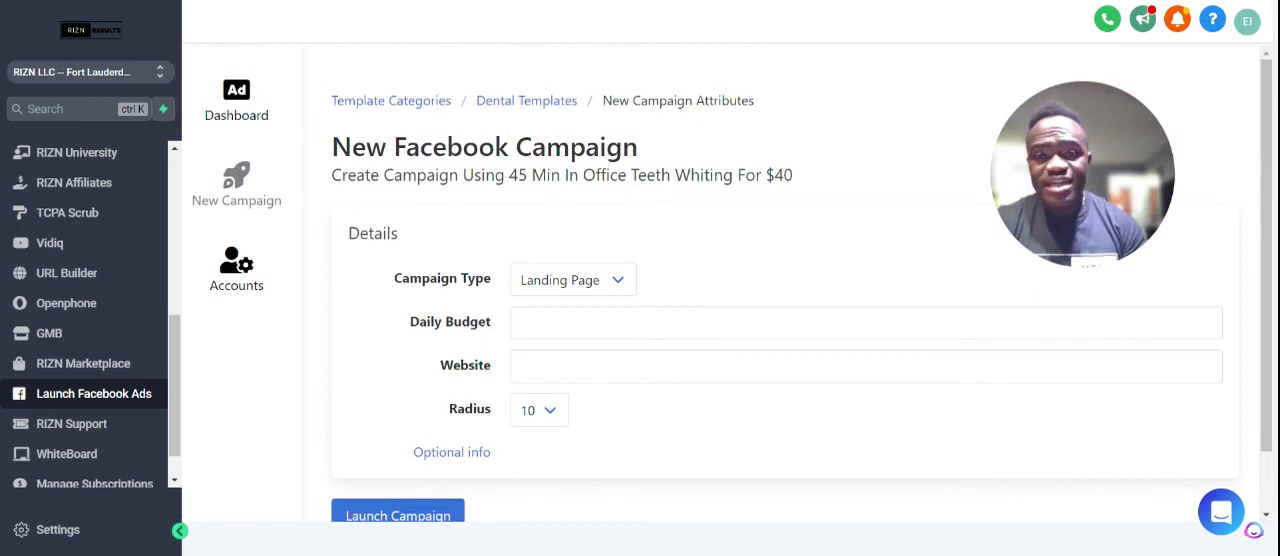 RIZN RESULTS
RIZN LLC -- Fort Lauderd...
Search
ctrl K
RIZN University
RIZN Affiliates
TCPA Scrub
Vidiq
URL Builder
Openphone
GMB
RIZN Marketplace
Launch Facebook Ads
RIZN Support
WhiteBoard
Manage Subscriptions
Settings
Ad
Dashboard
New Campaign
Accounts
EI
Template Categories / Dental Templates / New Campaign Attributes
New Facebook Campaign
Create Campaign Using 45 Min In Office Teeth Whiting For $40
Details
Campaign Type
Landing Page
Daily Budget
Website
Radius
10
Optional info
Launch Campaign